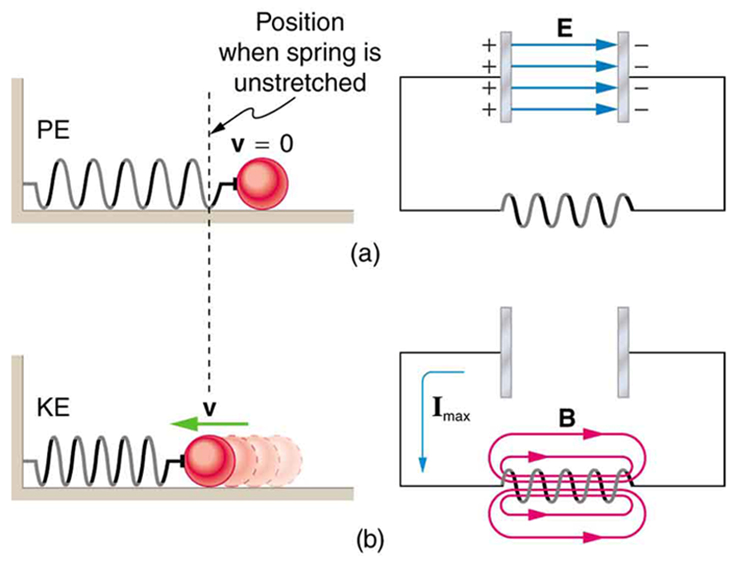 Position
when spring is
unstretched
PE
v = 0
E
+ −
+ −
+ −
+ −
(a)
KE
v
I max
B
(b)